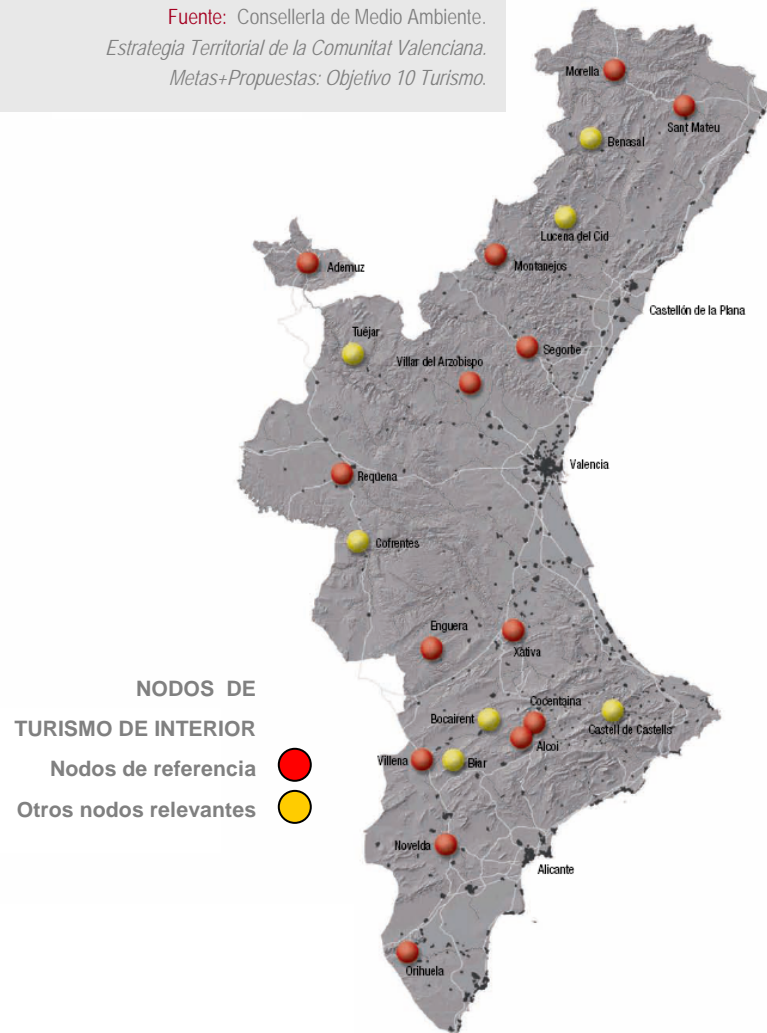 Fuente: Consellerla de Medio Ambiente.
Estrategia Territorial de la Comunitat Valenciana.
Metas+Propuestas: Objetivo 10 Turismo.
Morella
Sant Mateu
Benasal
Lucena del Cid
Montanejos
Ademuz
Castellón de la Plana
Tuéjar
Segorbe
Villar del Arzobispo
Valencia
Requena
Cofrentes
Enguera
Xàtiva
NODOS DE
TURISMO DE INTERIOR
Nodos de referencia
Otros nodos relevantes
Cocentaina
Bocairent
Castell de Castells
Alcoi
Villena
Biar
Novelda
Alicante
Orihuela